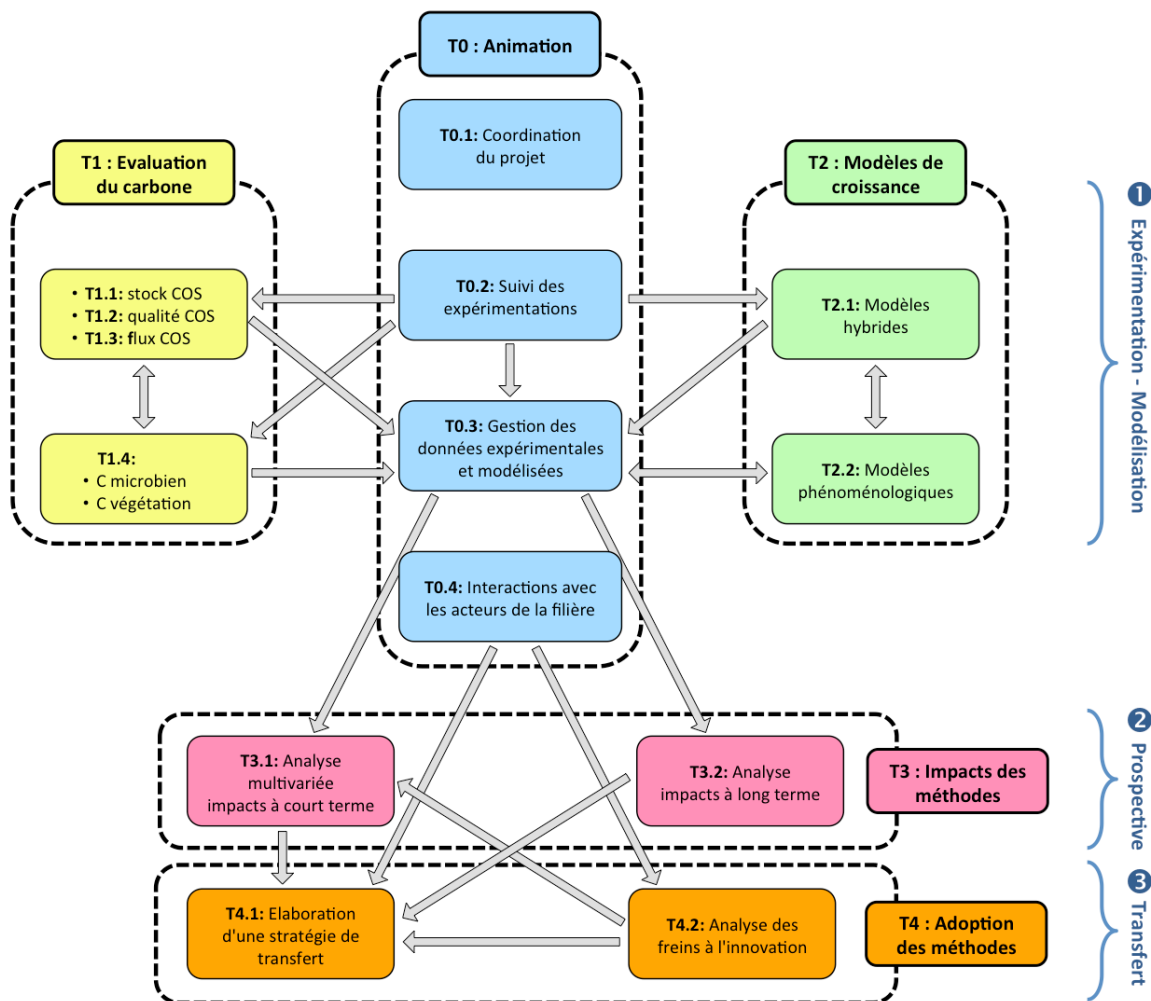 T0 : Animation
T0.1: Coordination
du projet
T1 : Evaluation
du carbone
T2 : Modèles de
croissance
T0.2: Suivi des
expérimentations
• T1.1: stock COS
• T1.2: qualité COS
• T1.3: flux COS
T2.1: Modèles
hybrides
T0.3: Gestion des
données expérimentales
et modélisées
T1.4:
• C microbien
• C végétation
T2.2: Modèles
phénoménologiques
T0.4: Interactions avec
les acteurs de la filière
❶ Expérimentation - Modélisation
T3.1: Analyse
multivariée
impacts à court terme
T3.2: Analyse
impacts à long terme
T3 : Impacts des
méthodes
❷ Prospective
T4.1: Elaboration
d'une stratégie de
transfert
T4.2: Analyse des
freins à l'innovation
T4 : Adoption
des méthodes
❸ Transfert